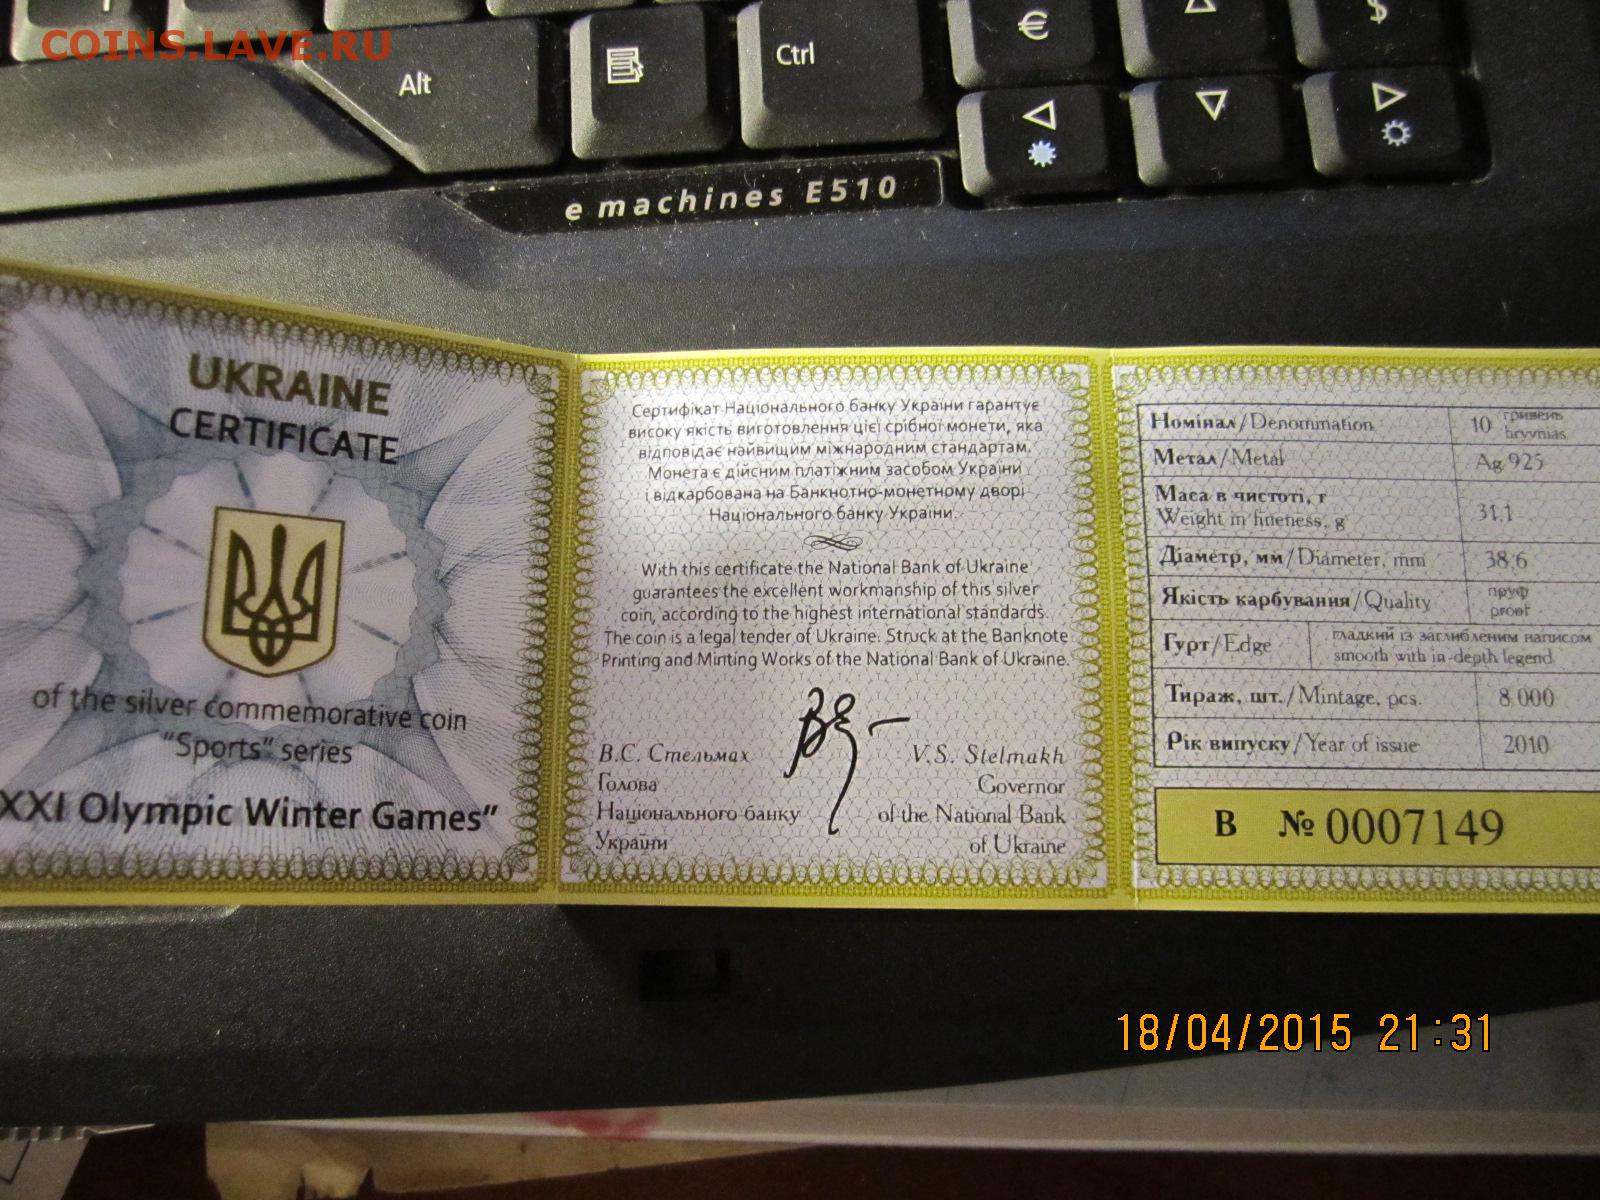 COINS.LAVE.RU
Alt
Ctrl
€
$
e machines E510
UKRAINE
CERTIFICATE
of the silver commemorative coin
"Sports" series
XXI Olympic Winter Games"
Сертифікат Національного банку України гарантує
високу якість виготовлення цієї срібної монети, яка
відповідає найвищим міжнародним стандартам.
Монета є дійсним платіжним засобом України
і відкарбована на Банкнотно-монетному дворі
Національного банку України.
With this certificate the National Bank of Ukraine
guarantees the excellent workmanship of this silver
coin, according to the highest international standards.
The coin is a legal tender of Ukraine. Struck at the Banknote
Printing and Minting Works of the National Bank of Ukraine.
В.С. Стельмах
Голова
Національного банку
України
V.S. Stelmakh
Governor
of the National Bank
of Ukraine
Номінал/Denommation 10 гривень hryvnias
Метал/Metal Ag 925
Маса в чистоті, г
Weight in fineness, g 31,1
Діаметр, мм/Diameter, mm 38,6
Якість карбування/Quality пруф proof
Гурт/Edge гладкий із заглибленим написом
smooth with in-depth legend
Тираж, шт./Mintage, pcs. 8 000
Рік випуску/Year of issue 2010
В № 0007149
18/04/2015 21:31